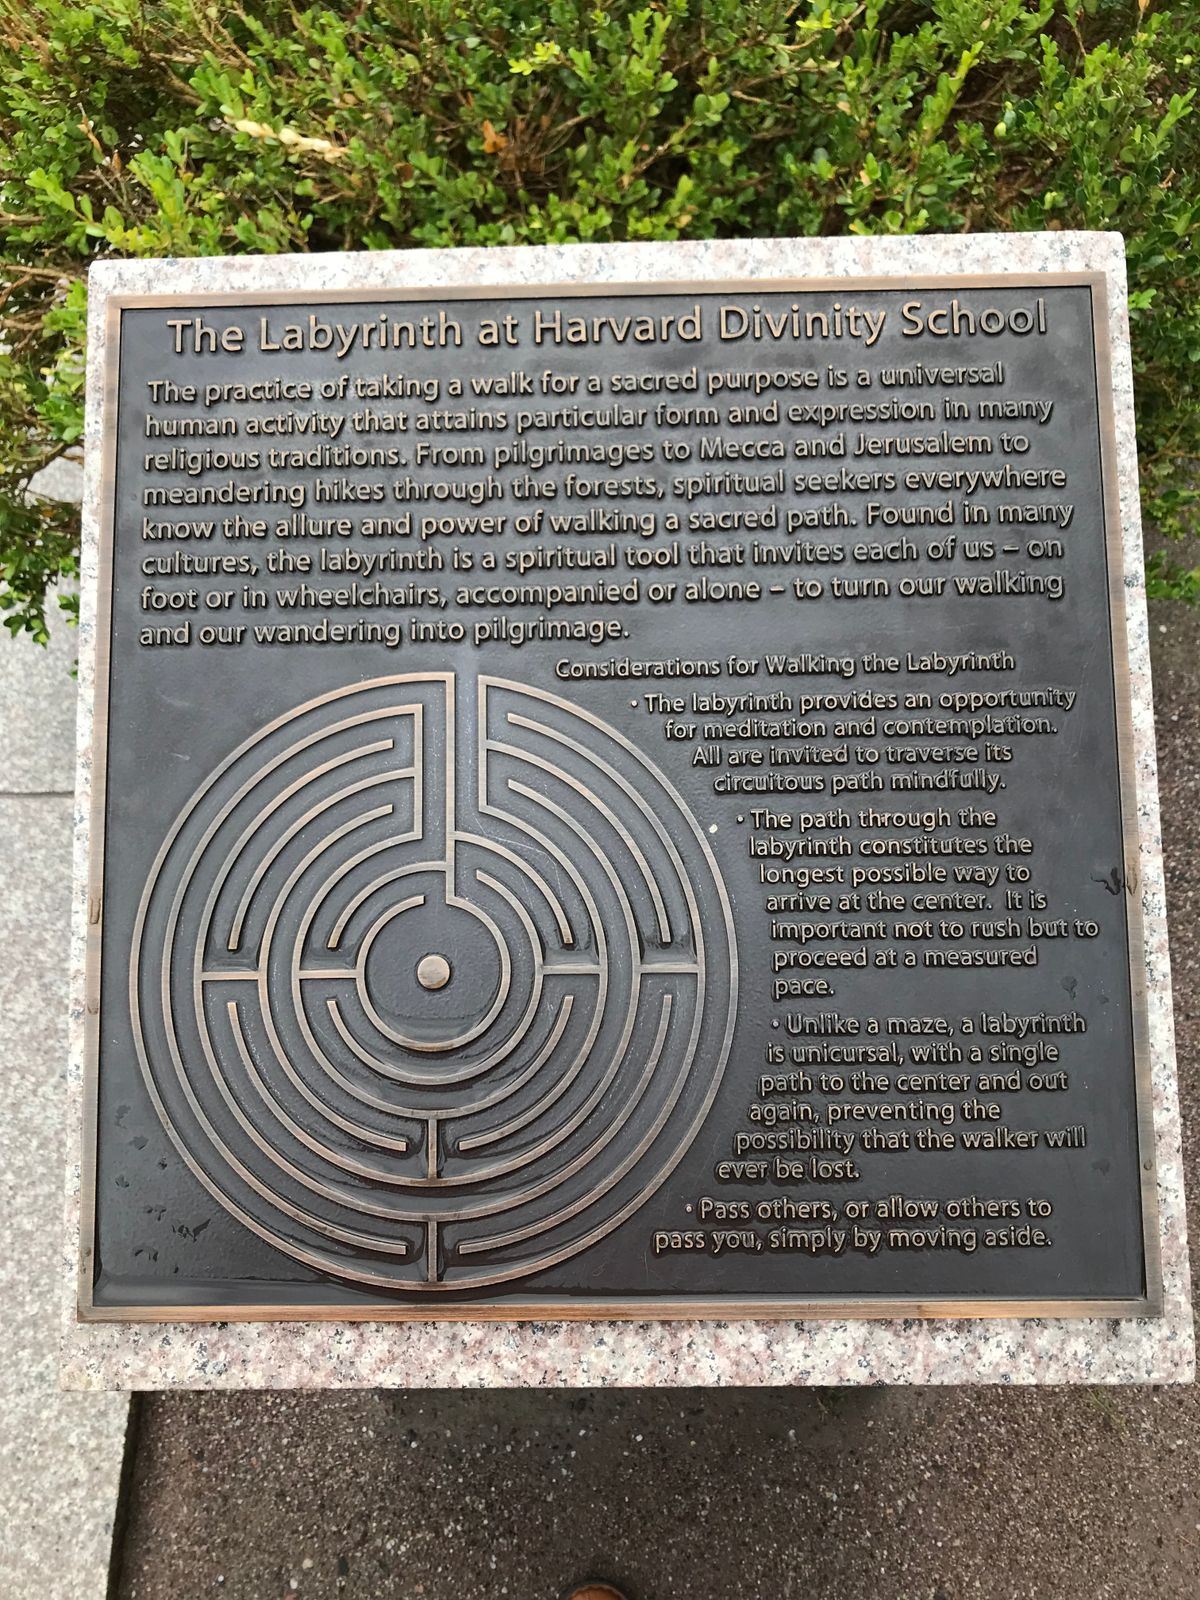 The Labyrinth at Harvard Divinity School
The practice of taking a walk for a sacred purpose is a universal
human activity that attains particular form and expression in many
religious traditions. From pilgrimages to Mecca and Jerusalem to
meandering hikes through the forests, spiritual seekers everywhere
know the allure and power of walking a sacred path. Found in many
cultures, the labyrinth is a spiritual tool that invites each of us – on
foot or in wheelchairs, accompanied or alone – to turn our walking
and our wandering into pilgrimage.
Considerations for Walking the Labyrinth
• The labyrinth provides an opportunity
for meditation and contemplation.
All are invited to traverse its
circuitous path mindfully.
• The path through the
labyrinth constitutes the
longest possible way to
arrive at the center. It is
important not to rush but to
proceed at a measured
pace.
• Unlike a maze, a labyrinth
is unicursal, with a single
path to the center and out
again, preventing the
possibility that the walker will
ever be lost.
• Pass others, or allow others to
pass you, simply by moving aside.